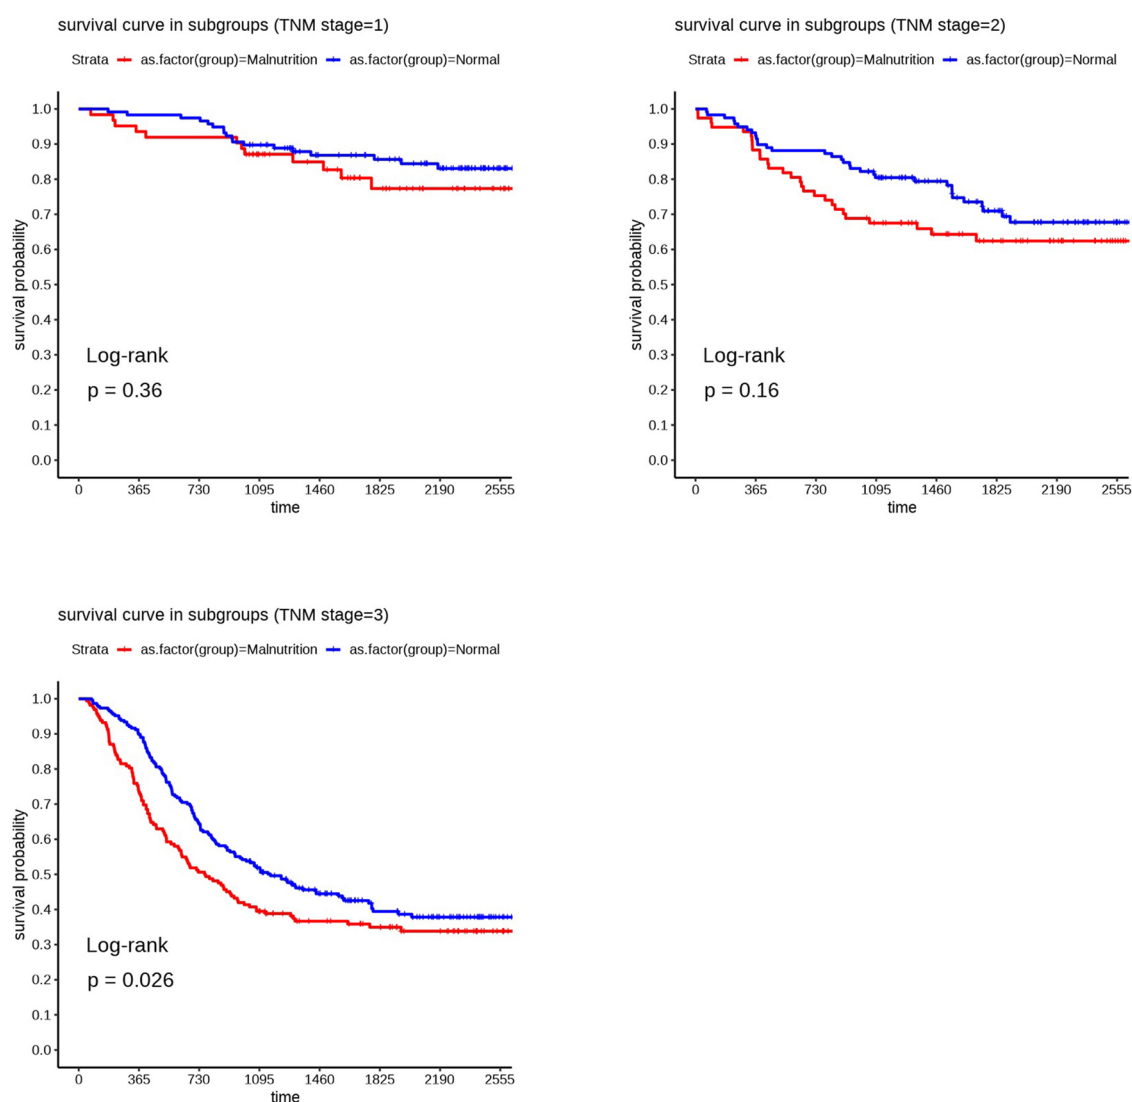 survival curve in subgroups (TNM stage=1)
Strata as.factor(group)=Malnutrition as.factor(group)=Normal
survival probability
1.0
0.9
0.8
0.7
0.6
0.5
0.4
0.3
0.2
0.1
0.0
Log-rank
p = 0.36
0 365 730 1095 1460 1825 2190 2555
time
survival curve in subgroups (TNM stage=2)
Strata as.factor(group)=Malnutrition as.factor(group)=Normal
survival probability
1.0
0.9
0.8
0.7
0.6
0.5
0.4
0.3
0.2
0.1
0.0
Log-rank
p = 0.16
0 365 730 1095 1460 1825 2190 2555
time
survival curve in subgroups (TNM stage=3)
Strata as.factor(group)=Malnutrition as.factor(group)=Normal
survival probability
1.0
0.9
0.8
0.7
0.6
0.5
0.4
0.3
0.2
0.1
0.0
Log-rank
p = 0.026
0 365 730 1095 1460 1825 2190 2555
time